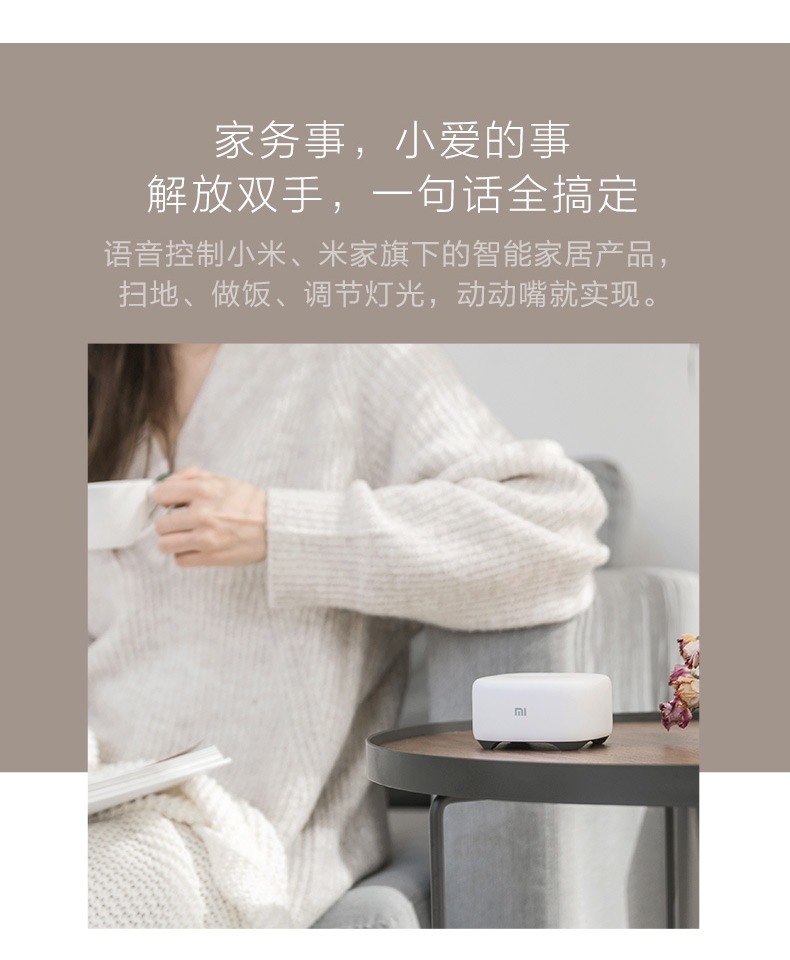 家务事，小爱的事
解放双手，一句话全搞定
语音控制小米、米家旗下的智能家居产品，
扫地、做饭、调节灯光，动动嘴就实现。
mi